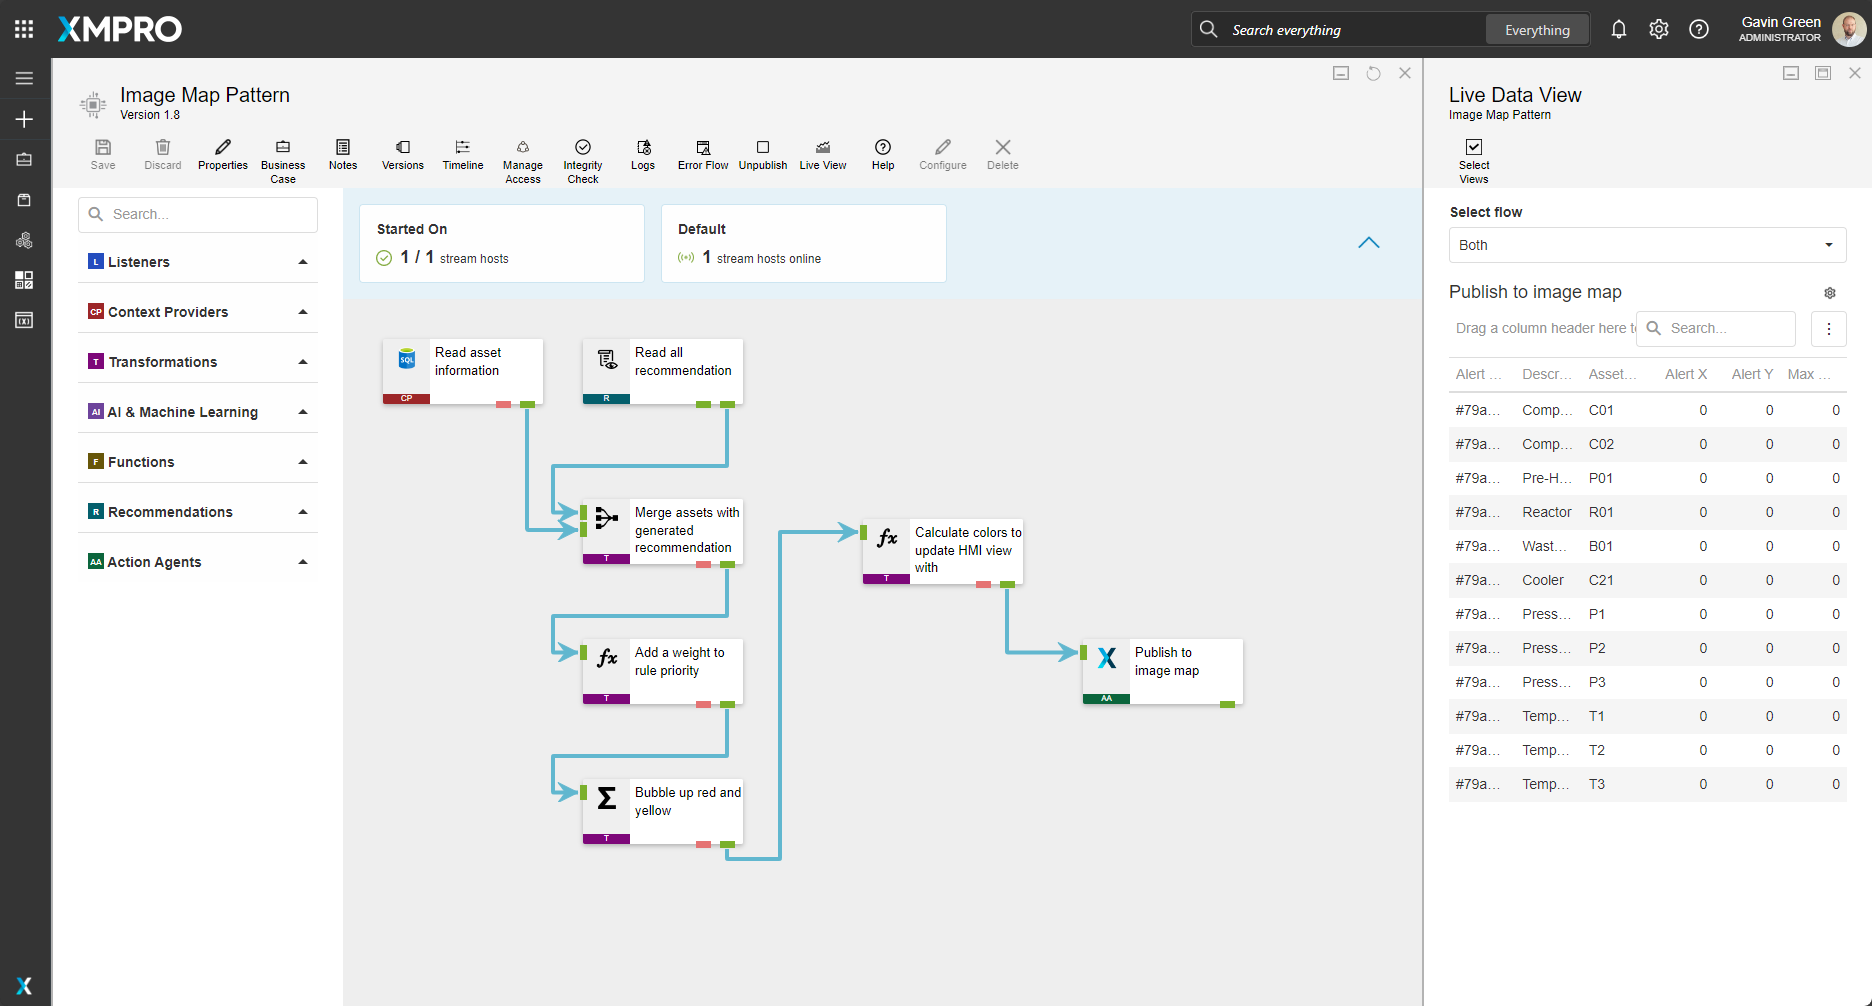 XMPRO
Search everything
Everything
Gavin Green
ADMINISTRATOR
Image Map Pattern
Version 1.8
Save
Discard
Properties
Business
Case
Notes
Versions
Timeline
Manage
Access
Integrity
Check
Logs
Error Flow
Unpublish
Live View
Help
Configure
Delete
Search...
L Listeners
CP Context Providers
T Transformations
AI AI & Machine Learning
F Functions
R Recommendations
AA Action Agents
Started On
1 / 1 stream hosts
Default
1 stream hosts online
SQL
Read asset
information
CP
Read all
recommendation
R
Merge assets with
generated
recommendation
T
fx
Add a weight to
rule priority
T
Σ
Bubble up red and
yellow
T
fx
Calculate colors to
update HMI view
with
T
Publish to
image map
AA
Live Data View
Image Map Pattern
Select
Views
Select flow
Both
Publish to image map
Drag a column header here to
Search...
Alert ... Descr... Asset... Alert X Alert Y Max ...
#79a... Comp... C01 0 0 0
#79a... Comp... C02 0 0 0
#79a... Pre-H... P01 0 0 0
#79a... Reactor R01 0 0 0
#79a... Wast... B01 0 0 0
#79a... Cooler C21 0 0 0
#79a... Press... P1 0 0 0
#79a... Press... P2 0 0 0
#79a... Press... P3 0 0 0
#79a... Temp... T1 0 0 0
#79a... Temp... T2 0 0 0
#79a... Temp... T3 0 0 0